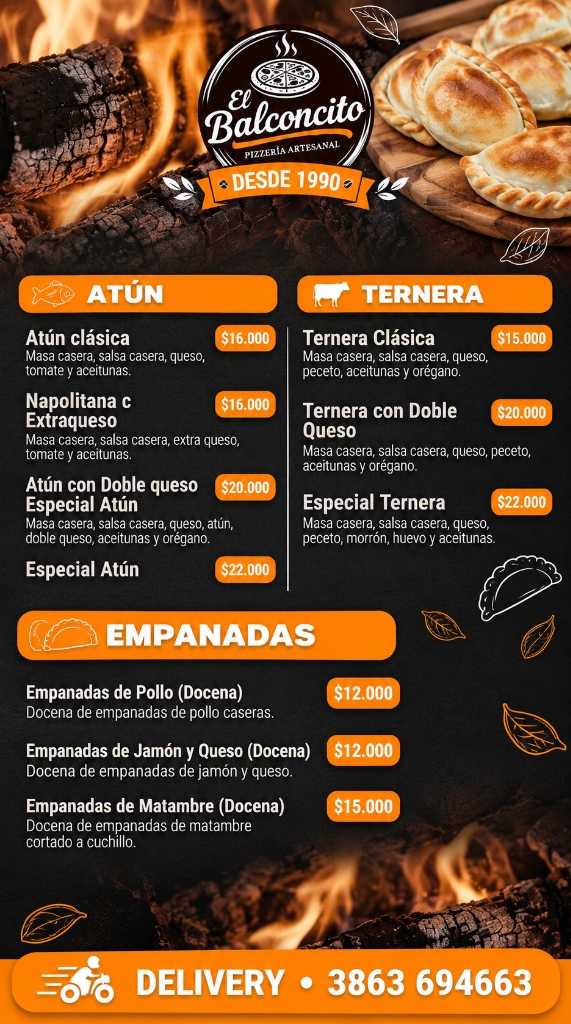 El
Balconcito
PIZZERÍA ARTESANAL
DESDE 1990
ATÚN
Atún clásica $16.000
Masa casera, salsa casera, queso,
tomate y aceitunas.
Napolitana c
Extraqueso $16.000
Masa casera, salsa casera, extra queso,
tomate y aceitunas.
Atún con Doble queso
Especial Atún $20.000
Masa casera, salsa casera, queso, atún,
doble queso, aceitunas y orégano.
Especial Atún $22.000
TERNERA
Ternera Clásica $15.000
Masa casera, salsa casera, queso,
peceto, aceitunas y orégano.
Ternera con Doble
Queso $20.000
Masa casera, salsa casera, queso, peceto,
aceitunas y orégano.
Especial Ternera $22.000
Masa casera, salsa casera, queso,
peceto, morrón, huevo y aceitunas.
EMPANADAS
Empanadas de Pollo (Docena) $12.000
Docena de empanadas de pollo caseras.
Empanadas de Jamón y Queso (Docena) $12.000
Docena de empanadas de jamón y queso.
Empanadas de Matambre (Docena) $15.000
Docena de empanadas de matambre
cortado a cuchillo.
DELIVERY • 3863 694663